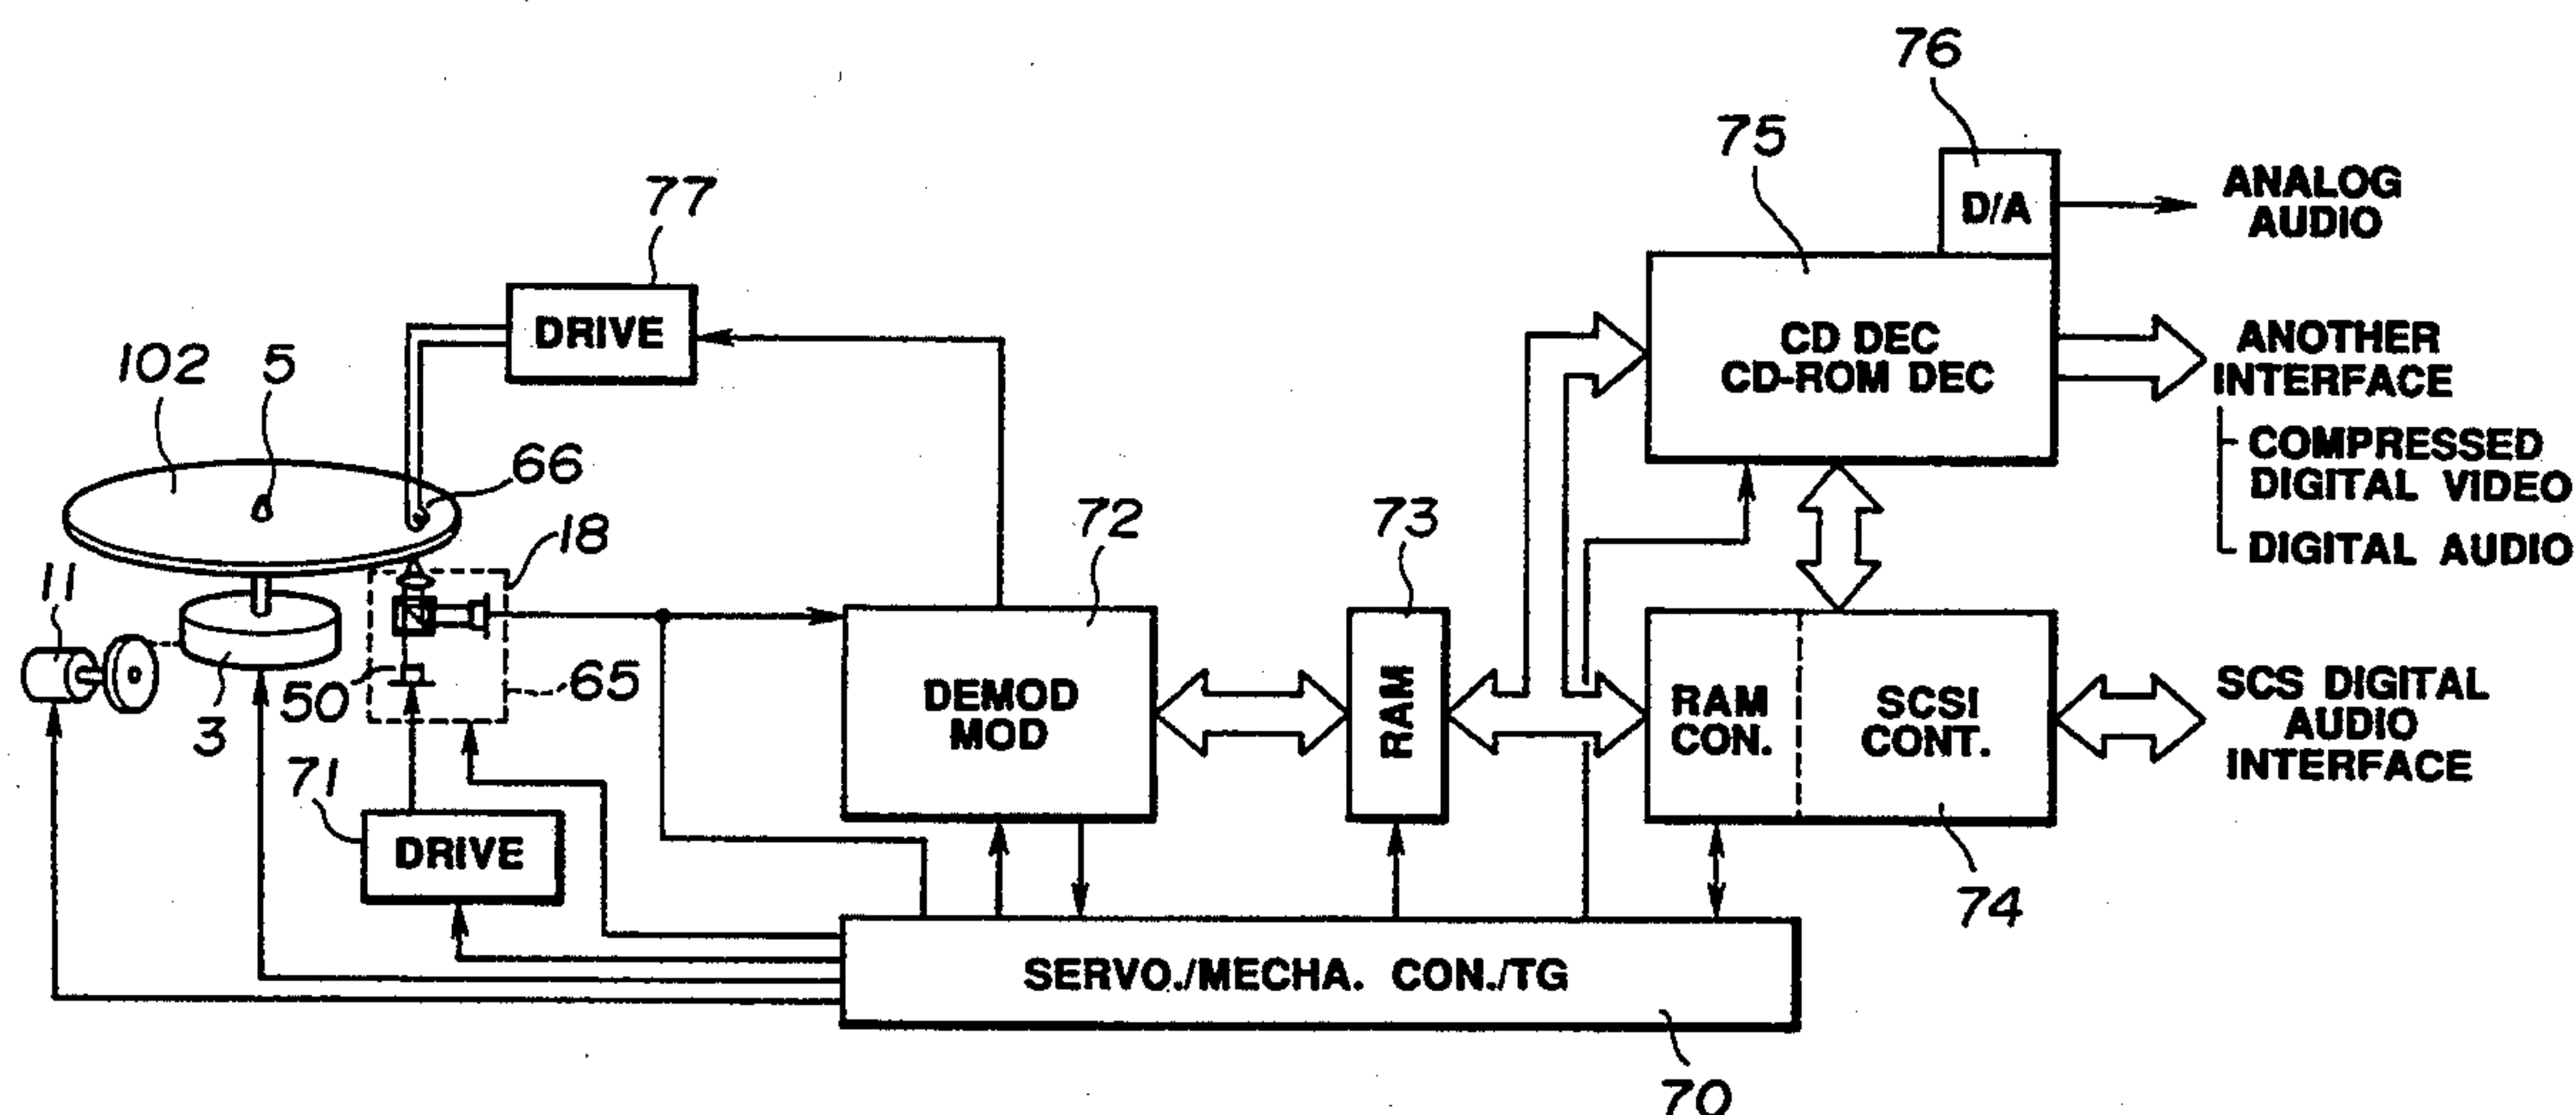 76
75
D/A
ANALOG
AUDIO
77
DRIVE
CD DEC
CD-ROM DEC
ANOTHER
INTERFACE
COMPRESSED
DIGITAL VIDEO
DIGITAL AUDIO
102
5
66
18
72
73
11
3
50
65
DEMOD
MOD
RAM
RAM
CON.
SCSI
CONT.
SCS DIGITAL
AUDIO
INTERFACE
71
DRIVE
74
SERVO./MECHA. CON./TG
70